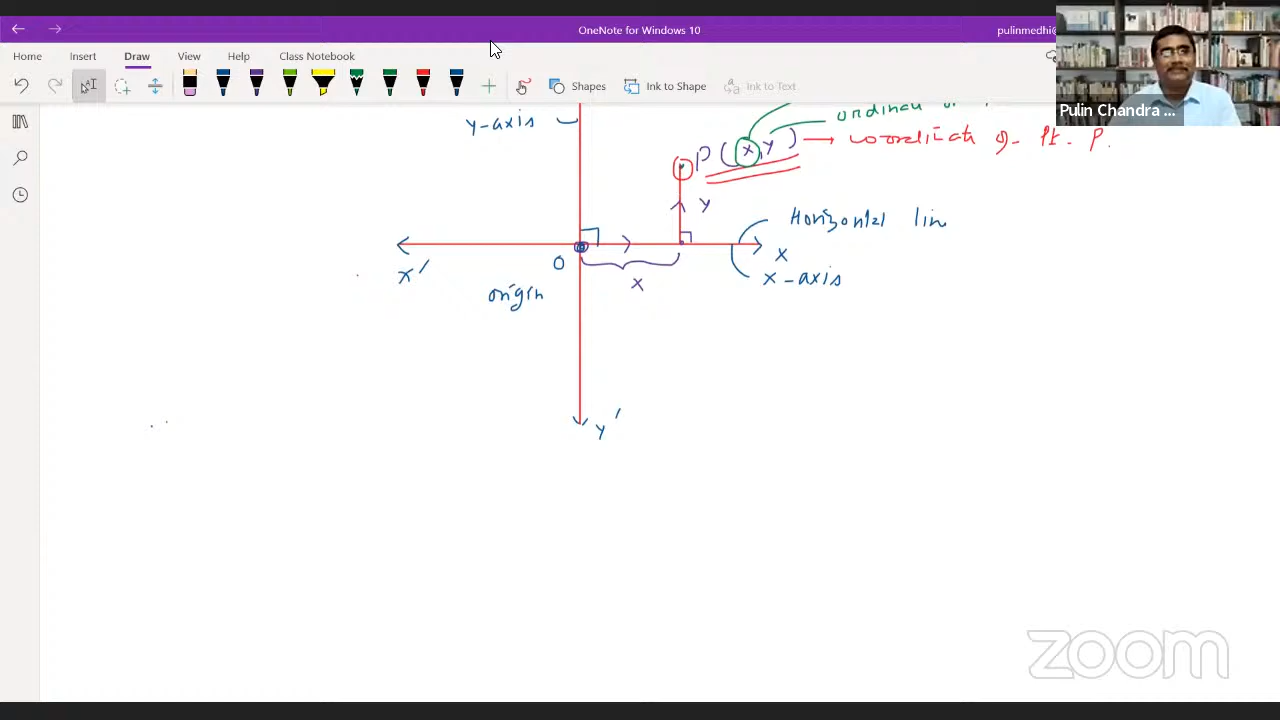 OneNote for Windows 10
pulinmedhi@
Home Insert Draw View Help Class Notebook
Shapes Ink to Shape Ink to Text
Pulin Chandra ...
y-axis
P (x, y) → coordinate of Pt. P.
y
Horizontal line
x'
O
x
x
x-axis
origin
y'
zoom